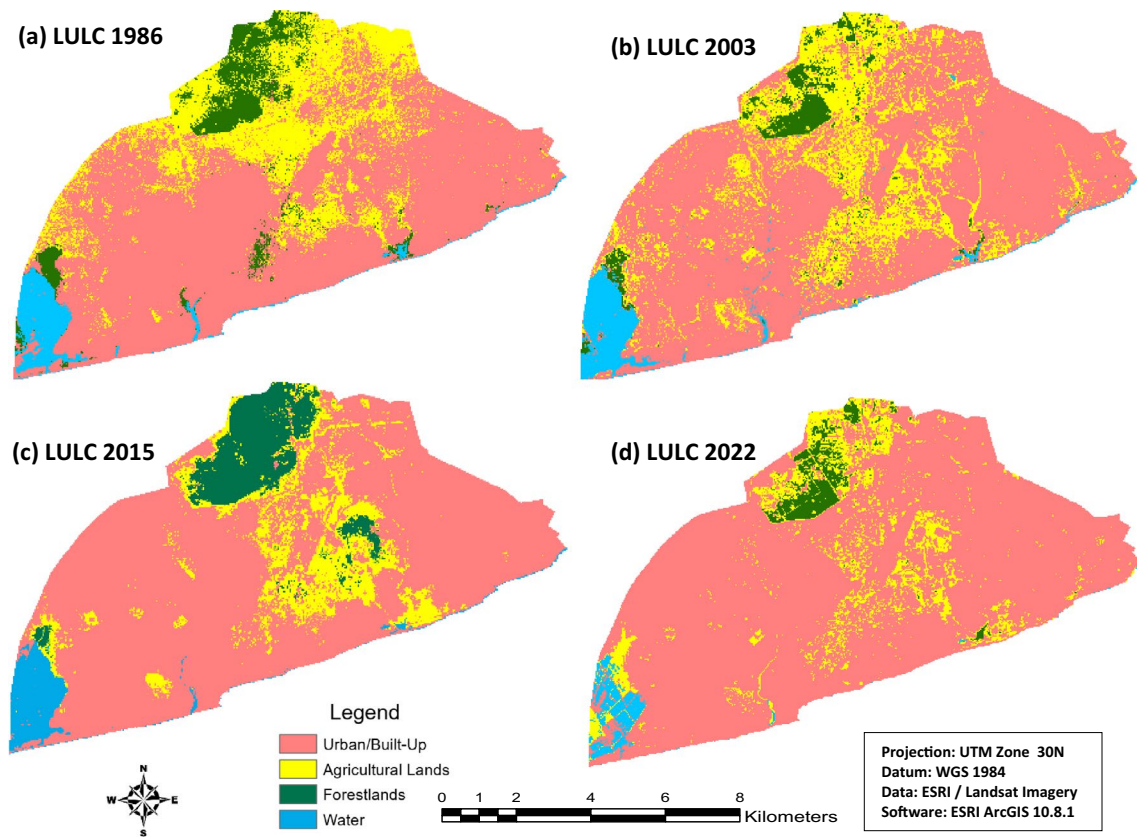 (a) LULC 1986
(b) LULC 2003
(c) LULC 2015
(d) LULC 2022
Legend
Urban/Built-Up
Agricultural Lands
Forestlands
Water
N
W E
S
0 0.5 1 2 4 6 8
Kilometers
Projection: UTM Zone 30N
Datum: WGS 1984
Data: ESRI / Landsat Imagery
Software: ESRI ArcGIS 10.8.1